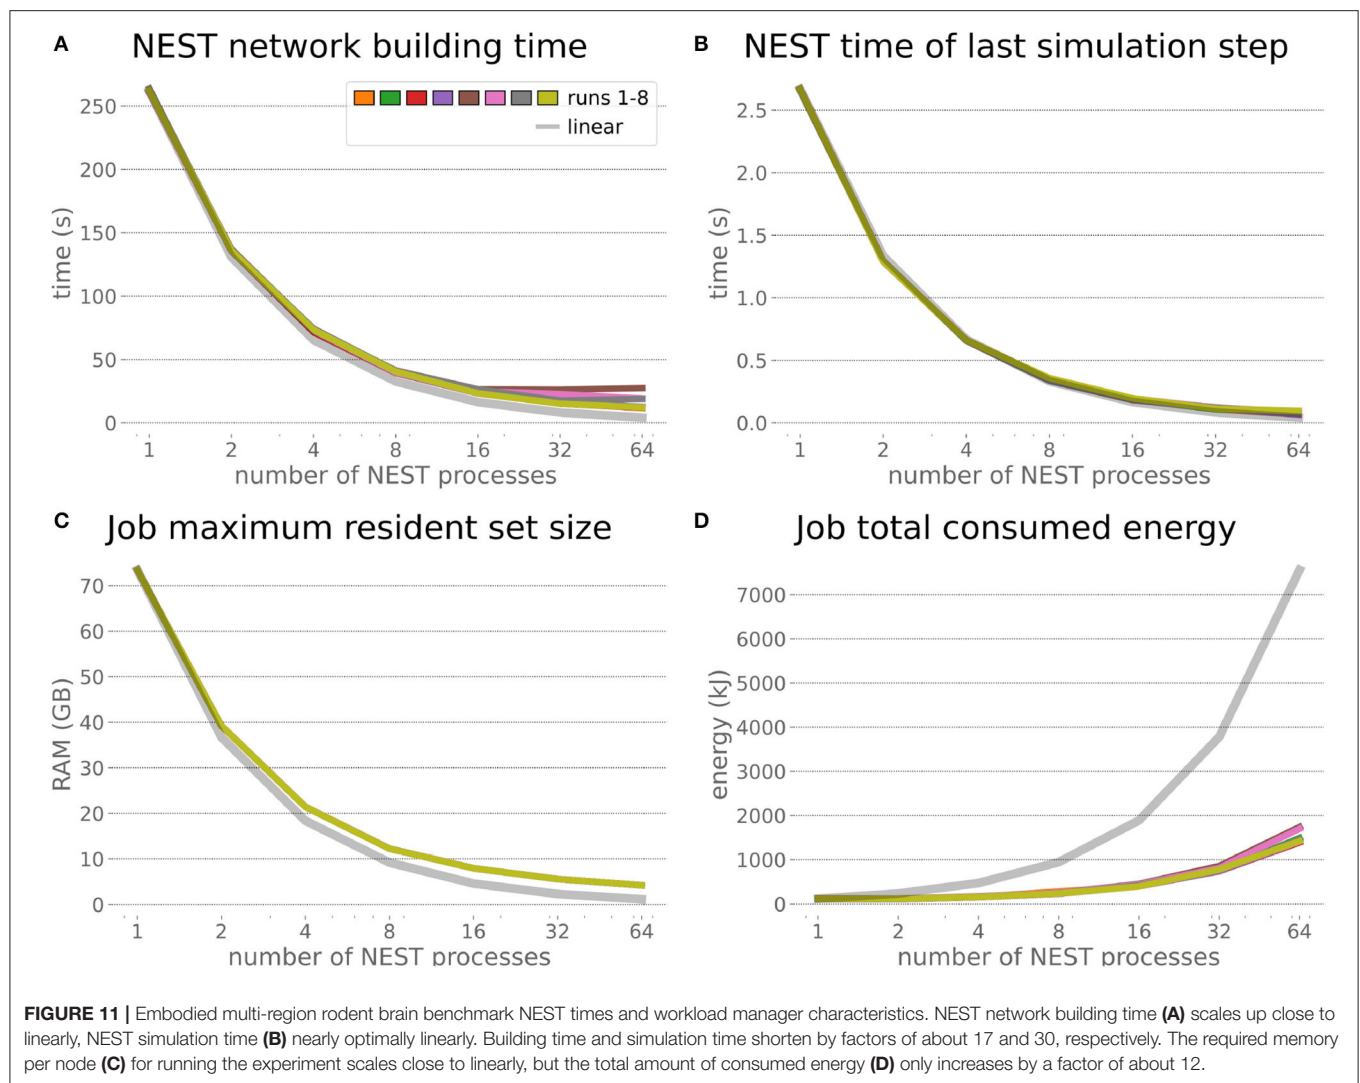 A NEST network building time
runs 1-8
linear
250
200
150
100
50
0
time (s)
1 2 4 8 16 32 64
number of NEST processes
B NEST time of last simulation step
2.5
2.0
1.5
1.0
0.5
0.0
time (s)
1 2 4 8 16 32 64
number of NEST processes
C Job maximum resident set size
70
60
50
40
30
20
10
0
RAM (GB)
1 2 4 8 16 32 64
number of NEST processes
D Job total consumed energy
7000
6000
5000
4000
3000
2000
1000
0
energy (kJ)
1 2 4 8 16 32 64
number of NEST processes
FIGURE 11 | Embodied multi-region rodent brain benchmark NEST times and workload manager characteristics. NEST network building time (A) scales up close to
linearly, NEST simulation time (B) nearly optimally linearly. Building time and simulation time shorten by factors of about 17 and 30, respectively. The required memory
per node (C) for running the experiment scales close to linearly, but the total amount of consumed energy (D) only increases by a factor of about 12.